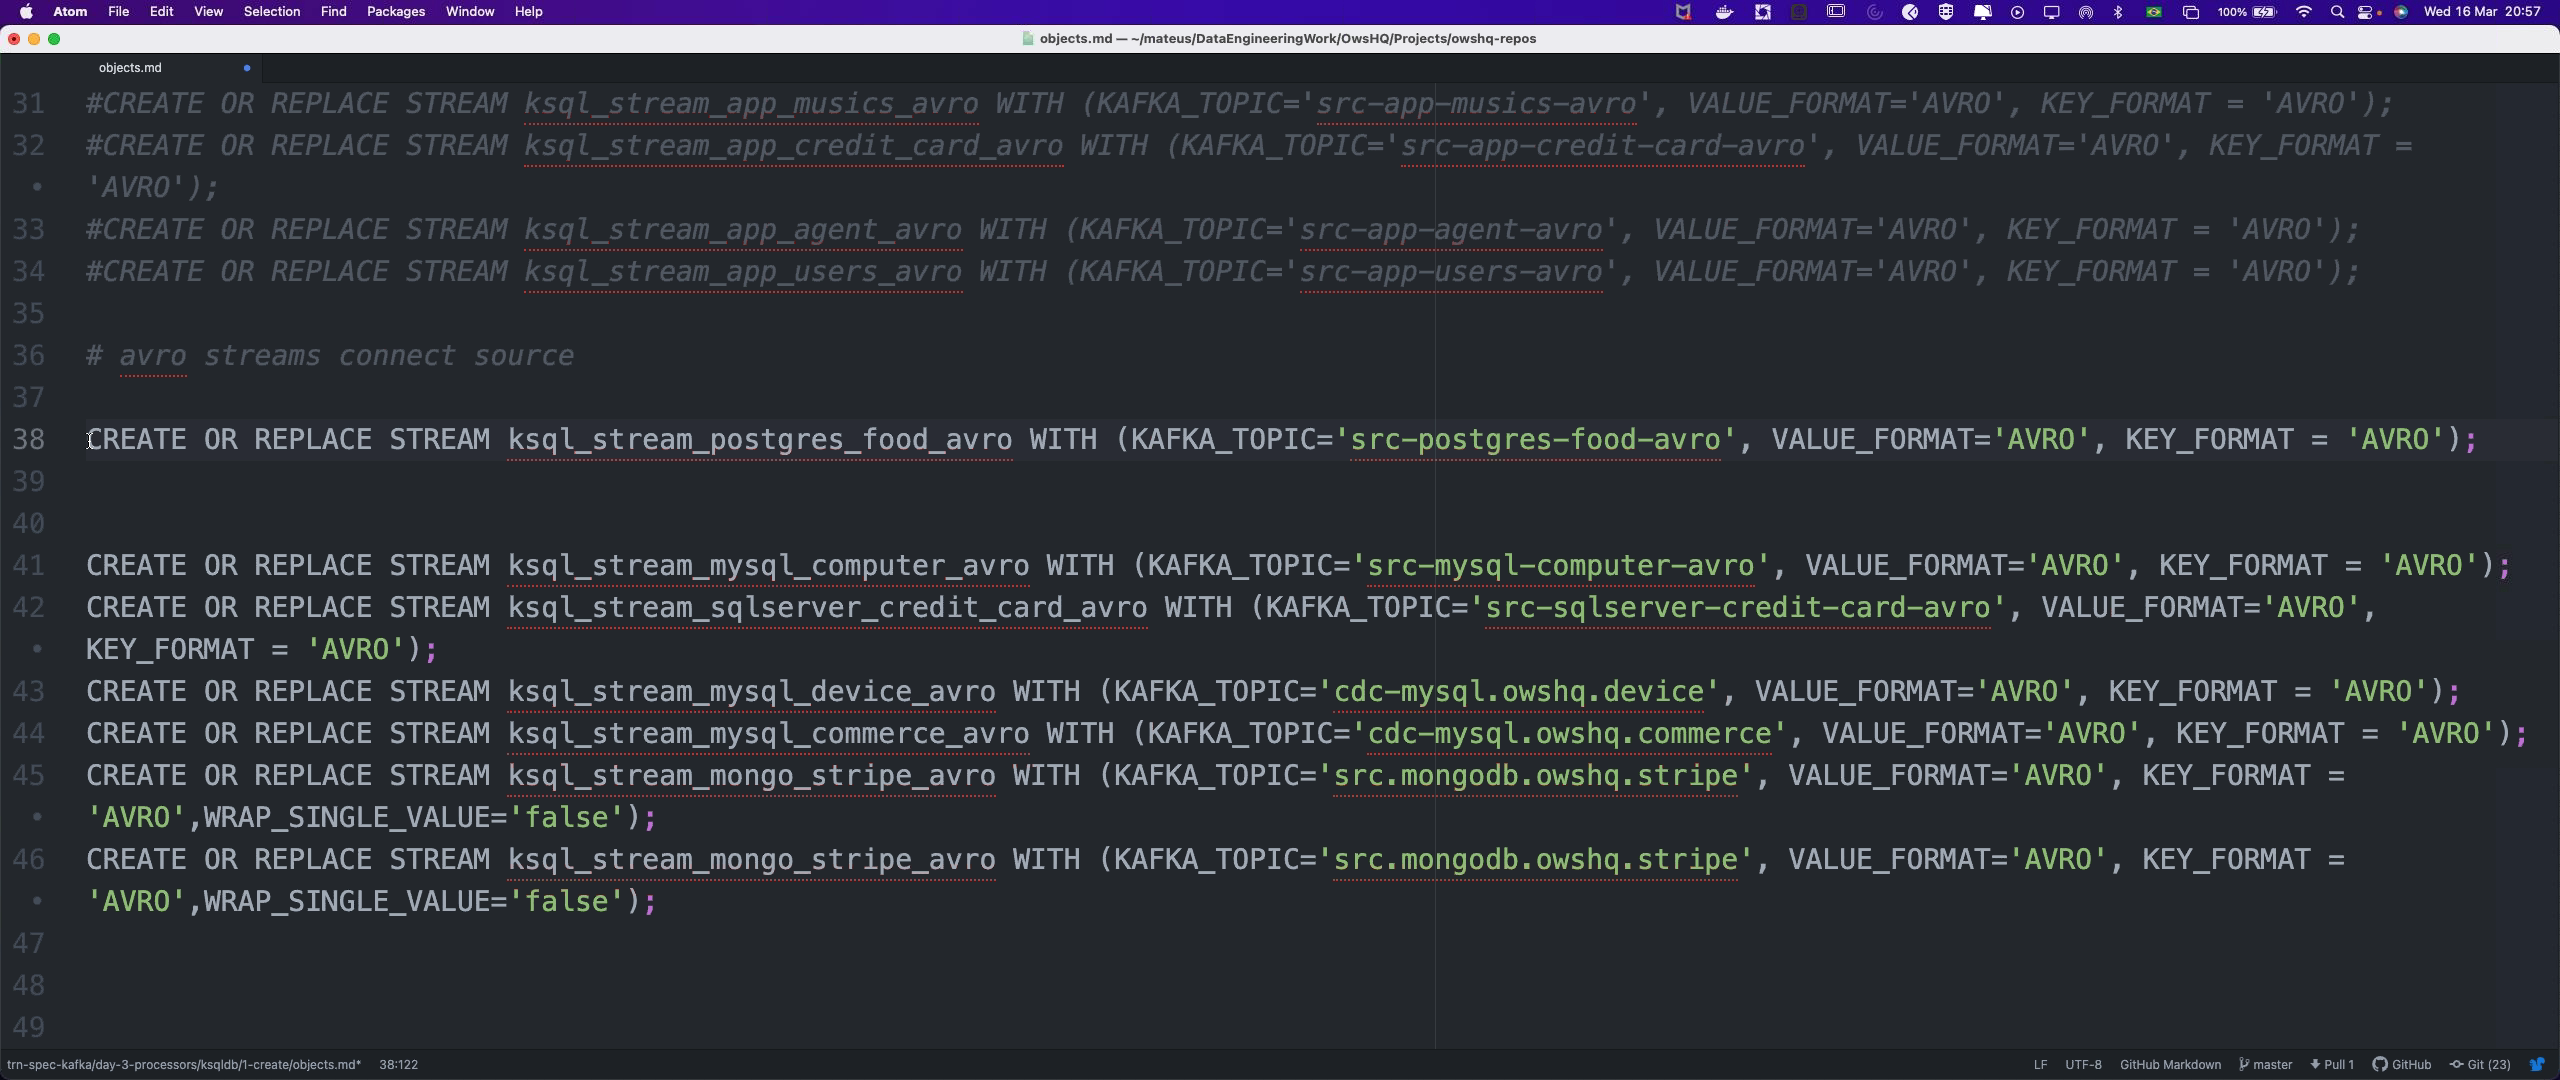 Atom File Edit View Selection Find Packages Window Help 100% Wed 16 Mar 20:57
objects.md — ~/mateus/DataEngineeringWork/OwsHQ/Projects/owshq-repos
objects.md
31 #CREATE OR REPLACE STREAM ksql_stream_app_musics_avro WITH (KAFKA_TOPIC='src-app-musics-avro', VALUE_FORMAT='AVRO', KEY_FORMAT = 'AVRO');
32 #CREATE OR REPLACE STREAM ksql_stream_app_credit_card_avro WITH (KAFKA_TOPIC='src-app-credit-card-avro', VALUE_FORMAT='AVRO', KEY_FORMAT =
• 'AVRO');
33 #CREATE OR REPLACE STREAM ksql_stream_app_agent_avro WITH (KAFKA_TOPIC='src-app-agent-avro', VALUE_FORMAT='AVRO', KEY_FORMAT = 'AVRO');
34 #CREATE OR REPLACE STREAM ksql_stream_app_users_avro WITH (KAFKA_TOPIC='src-app-users-avro', VALUE_FORMAT='AVRO', KEY_FORMAT = 'AVRO');
35
36 # avro streams connect source
37
38 CREATE OR REPLACE STREAM ksql_stream_postgres_food_avro WITH (KAFKA_TOPIC='src-postgres-food-avro', VALUE_FORMAT='AVRO', KEY_FORMAT = 'AVRO');
39
40
41 CREATE OR REPLACE STREAM ksql_stream_mysql_computer_avro WITH (KAFKA_TOPIC='src-mysql-computer-avro', VALUE_FORMAT='AVRO', KEY_FORMAT = 'AVRO');
42 CREATE OR REPLACE STREAM ksql_stream_sqlserver_credit_card_avro WITH (KAFKA_TOPIC='src-sqlserver-credit-card-avro', VALUE_FORMAT='AVRO',
• KEY_FORMAT = 'AVRO');
43 CREATE OR REPLACE STREAM ksql_stream_mysql_device_avro WITH (KAFKA_TOPIC='cdc-mysql.owshq.device', VALUE_FORMAT='AVRO', KEY_FORMAT = 'AVRO');
44 CREATE OR REPLACE STREAM ksql_stream_mysql_commerce_avro WITH (KAFKA_TOPIC='cdc-mysql.owshq.commerce', VALUE_FORMAT='AVRO', KEY_FORMAT = 'AVRO');
45 CREATE OR REPLACE STREAM ksql_stream_mongo_stripe_avro WITH (KAFKA_TOPIC='src.mongodb.owshq.stripe', VALUE_FORMAT='AVRO', KEY_FORMAT =
• 'AVRO',WRAP_SINGLE_VALUE='false');
46 CREATE OR REPLACE STREAM ksql_stream_mongo_stripe_avro WITH (KAFKA_TOPIC='src.mongodb.owshq.stripe', VALUE_FORMAT='AVRO', KEY_FORMAT =
• 'AVRO',WRAP_SINGLE_VALUE='false');
47
48
49
trn-spec-kafka/day-3-processors/ksqldb/1-create/objects.md* 38:122 LF UTF-8 GitHub Markdown master Pull 1 GitHub Git (23)